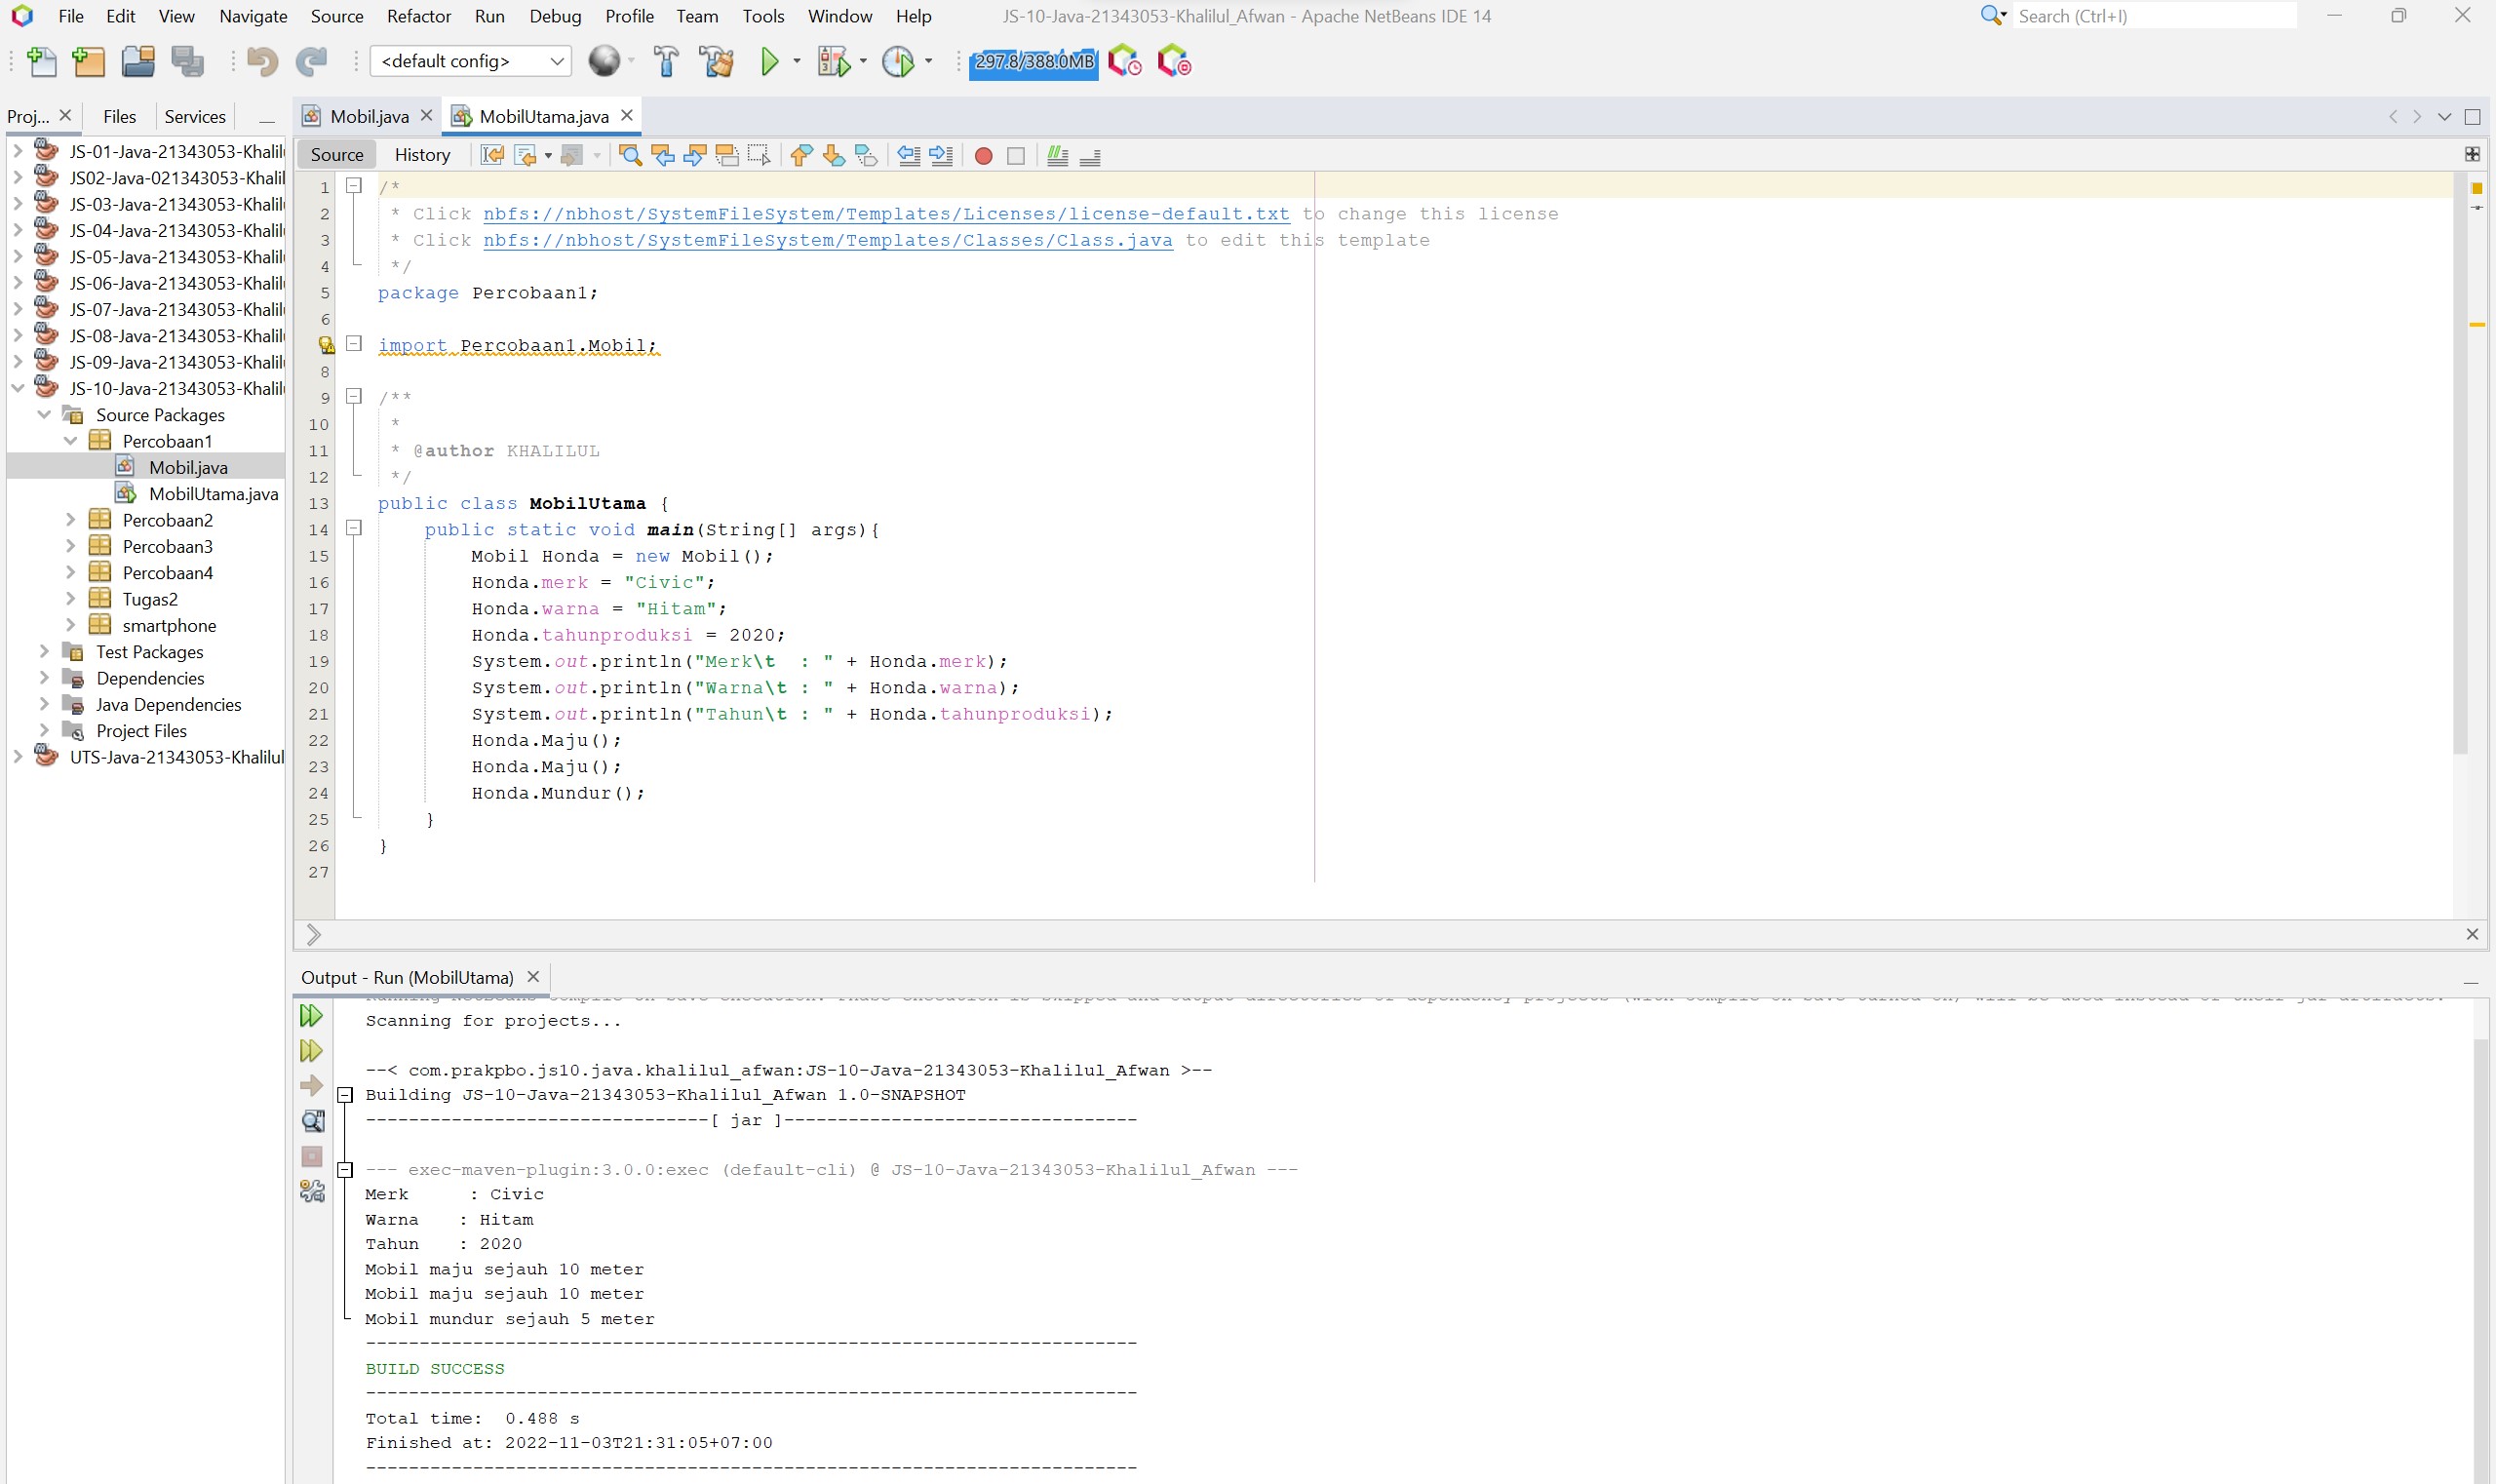 File Edit View Navigate Source Refactor Run Debug Profile Team Tools Window Help JS-10-Java-21343053-Khalilul_Afwan - Apache NetBeans IDE 14 Search (Ctrl+I)
<default config> 297.8/388.0MB
Proj... Files Services
JS-01-Java-21343053-Khalilu
JS02-Java-021343053-Khalil
JS-03-Java-21343053-Khalilu
JS-04-Java-21343053-Khalilu
JS-05-Java-21343053-Khalilu
JS-06-Java-21343053-Khalilu
JS-07-Java-21343053-Khalilu
JS-08-Java-21343053-Khalilu
JS-09-Java-21343053-Khalilu
JS-10-Java-21343053-Khalilu
Source Packages
Percobaan1
Mobil.java
MobilUtama.java
Percobaan2
Percobaan3
Percobaan4
Tugas2
smartphone
Test Packages
Dependencies
Java Dependencies
Project Files
UTS-Java-21343053-Khalilul
Mobil.java MobilUtama.java
Source History
1 /*
2 * Click nbfs://nbhost/SystemFileSystem/Templates/Licenses/license-default.txt to change this license
3 * Click nbfs://nbhost/SystemFileSystem/Templates/Classes/Class.java to edit this template
4 */
5 package Percobaan1;
6
import Percobaan1.Mobil;
8
9 /**
10 *
11 * @author KHALILUL
12 */
13 public class MobilUtama {
14 public static void main(String[] args){
15 Mobil Honda = new Mobil();
16 Honda.merk = "Civic";
17 Honda.warna = "Hitam";
18 Honda.tahunproduksi = 2020;
19 System.out.println("Merk\t  : " + Honda.merk);
20 System.out.println("Warna\t : " + Honda.warna);
21 System.out.println("Tahun\t : " + Honda.tahunproduksi);
22 Honda.Maju();
23 Honda.Maju();
24 Honda.Mundur();
25 }
26 }
27
Output - Run (MobilUtama)
Scanning for projects...
--< com.prakpbo.js10.java.khalilul_afwan:JS-10-Java-21343053-Khalilul_Afwan >--
Building JS-10-Java-21343053-Khalilul_Afwan 1.0-SNAPSHOT
--------------------------------[ jar ]---------------------------------
--- exec-maven-plugin:3.0.0:exec (default-cli) @ JS-10-Java-21343053-Khalilul_Afwan ---
Merk      : Civic
Warna    : Hitam
Tahun    : 2020
Mobil maju sejauh 10 meter
Mobil maju sejauh 10 meter
Mobil mundur sejauh 5 meter
------------------------------------------------------------------------
BUILD SUCCESS
------------------------------------------------------------------------
Total time:  0.488 s
Finished at: 2022-11-03T21:31:05+07:00
------------------------------------------------------------------------